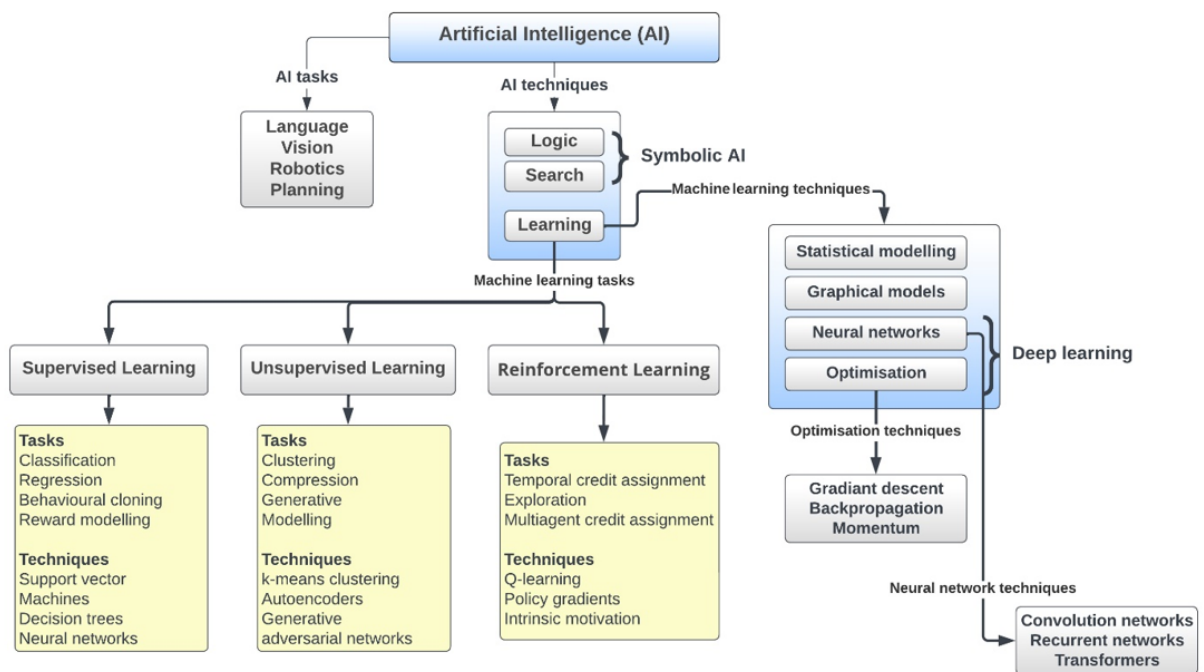 Artificial Intelligence (AI)
AI tasks
AI techniques
Language
Vision
Robotics
Planning
Logic
Search
Symbolic AI
Learning
Machine learning techniques
Statistical modelling
Graphical models
Neural networks
Optimisation
Deep learning
Machine learning tasks
Supervised Learning
Unsupervised Learning
Reinforcement Learning
Tasks
Classification
Regression
Behavioural cloning
Reward modelling
Techniques
Support vector
Machines
Decision trees
Neural networks
Tasks
Clustering
Compression
Generative
Modelling
Techniques
k-means clustering
Autoencoders
Generative
adversarial networks
Tasks
Temporal credit assignment
Exploration
Multiagent credit assignment
Techniques
Q-learning
Policy gradients
Intrinsic motivation
Optimisation techniques
Gradiant descent
Backpropagation
Momentum
Neural network techniques
Convolution networks
Recurrent networks
Transformers